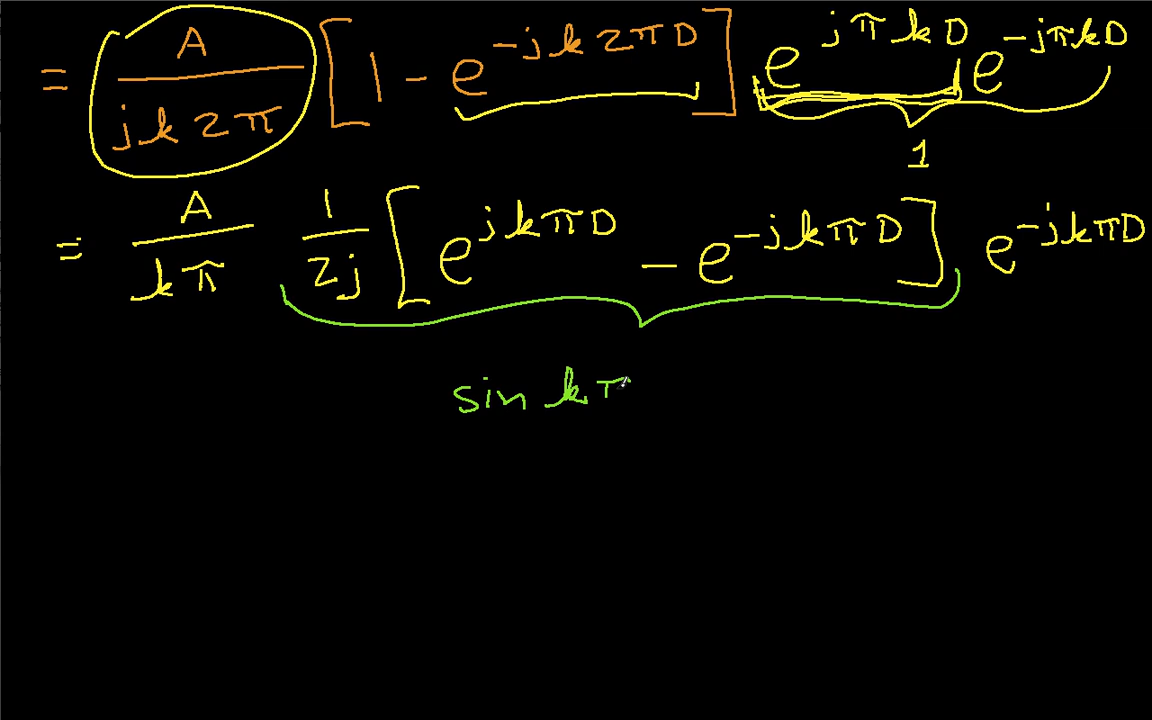 = A / jk2π [1 - e^{-jk2πD}] e^{jπkD} e^{-jπkD}
1
= A / kπ 1 / 2j [e^{jkπD} - e^{-jkπD}] e^{-jkπD}
sin kπ